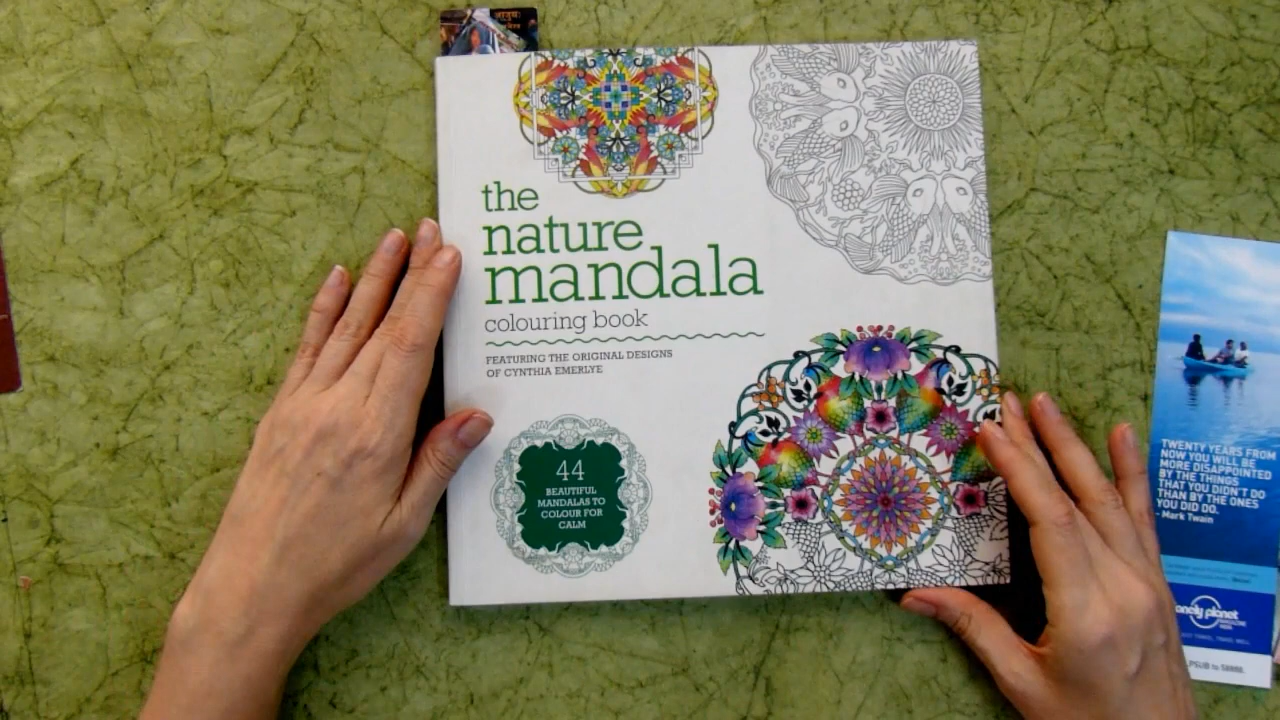 the
nature
mandala
colouring book
FEATURING THE ORIGINAL DESIGNS
OF CYNTHIA EMERLYE
44
BEAUTIFUL
MANDALAS TO
COLOUR FOR
CALM
TWENTY YEARS FROM
NOW YOU WILL BE
MORE DISAPPOINTED
BY THE THINGS
THAT YOU DIDN'T DO
THAN BY THE ONES
YOU DID DO.
- Mark Twain
lonely planet